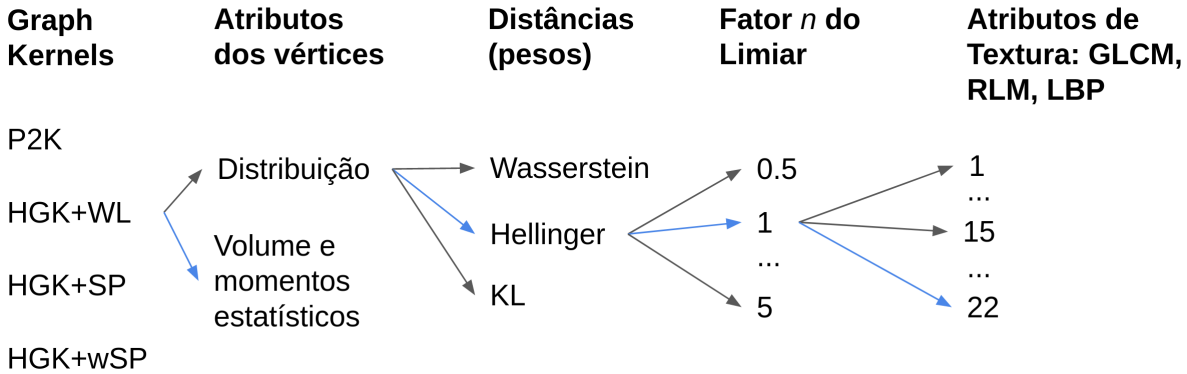 Graph
Kernels
P2K
HGK+WL
HGK+SP
HGK+wSP
Atributos
dos vértices
Distribuição
Volume e
momentos
estatísticos
Distâncias
(pesos)
Wasserstein
Hellinger
KL
Fator n do
Limiar
0.5
1
...
5
Atributos de
Textura: GLCM,
RLM, LBP
1
...
15
...
22